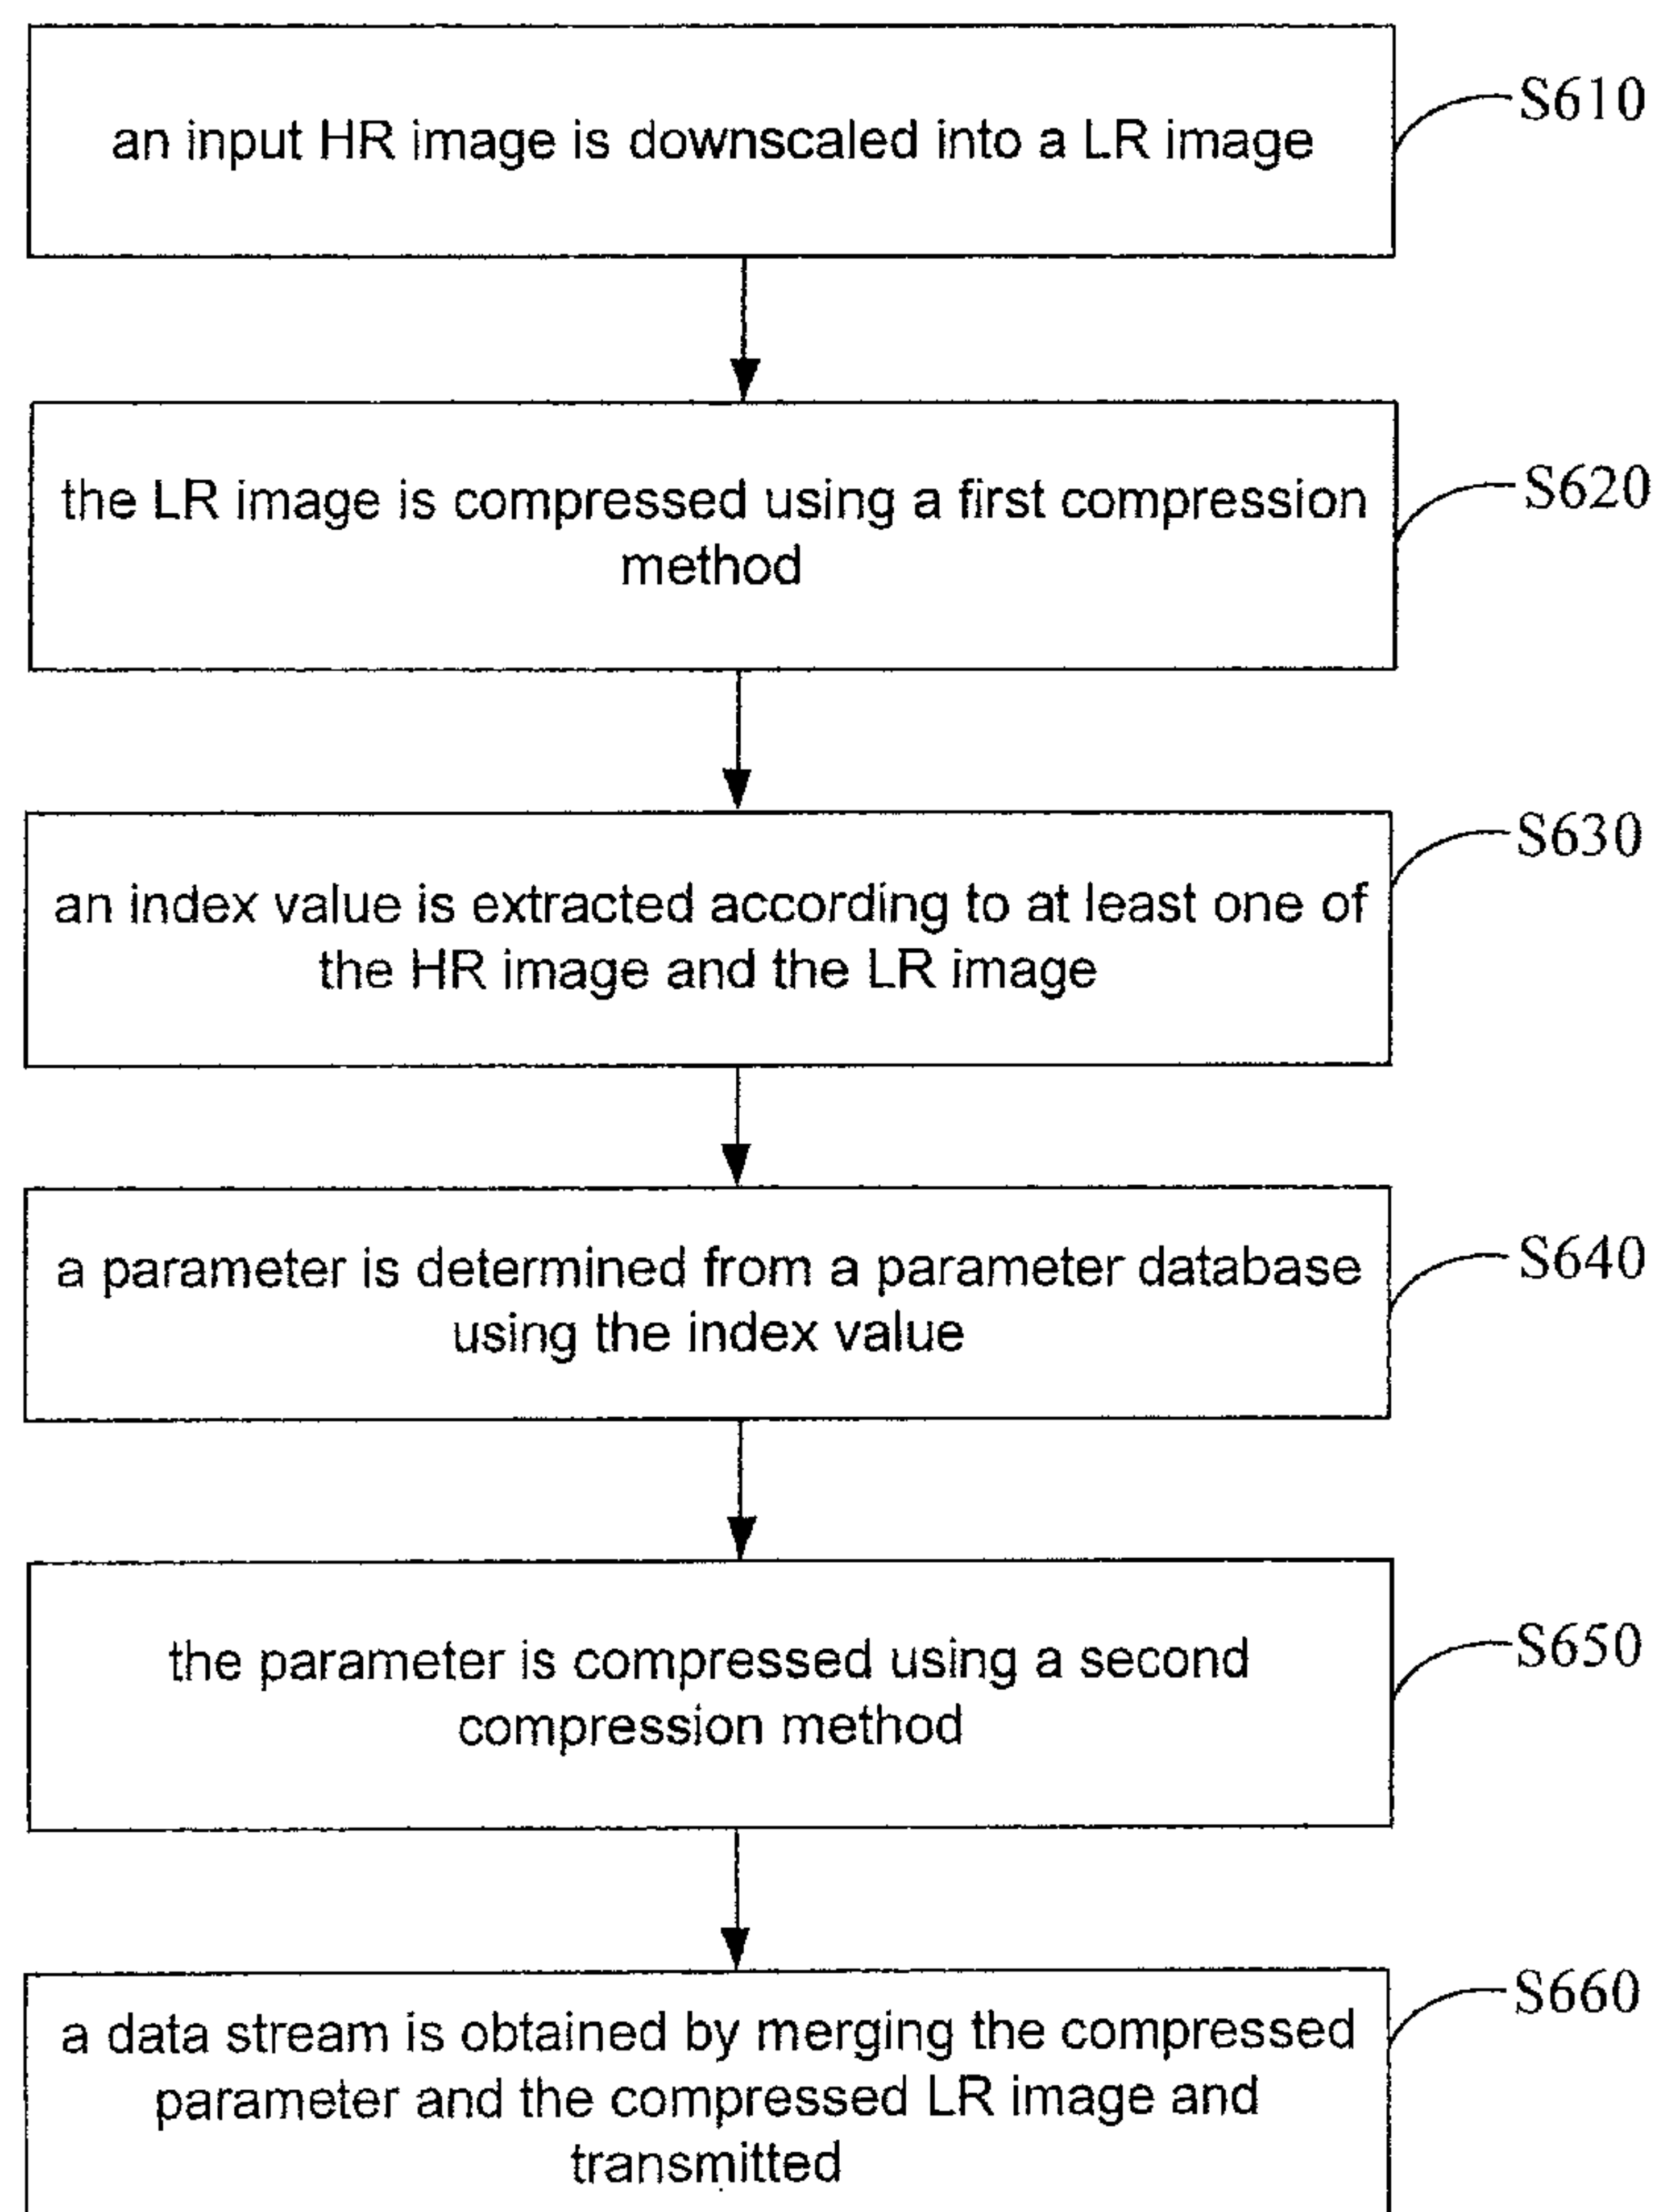 an input HR image is downscaled into a LR image
S610
the LR image is compressed using a first compression
method
S620
an index value is extracted according to at least one of
the HR image and the LR image
S630
a parameter is determined from a parameter database
using the index value
S640
the parameter is compressed using a second
compression method
S650
a data stream is obtained by merging the compressed
parameter and the compressed LR image and
transmitted
S660